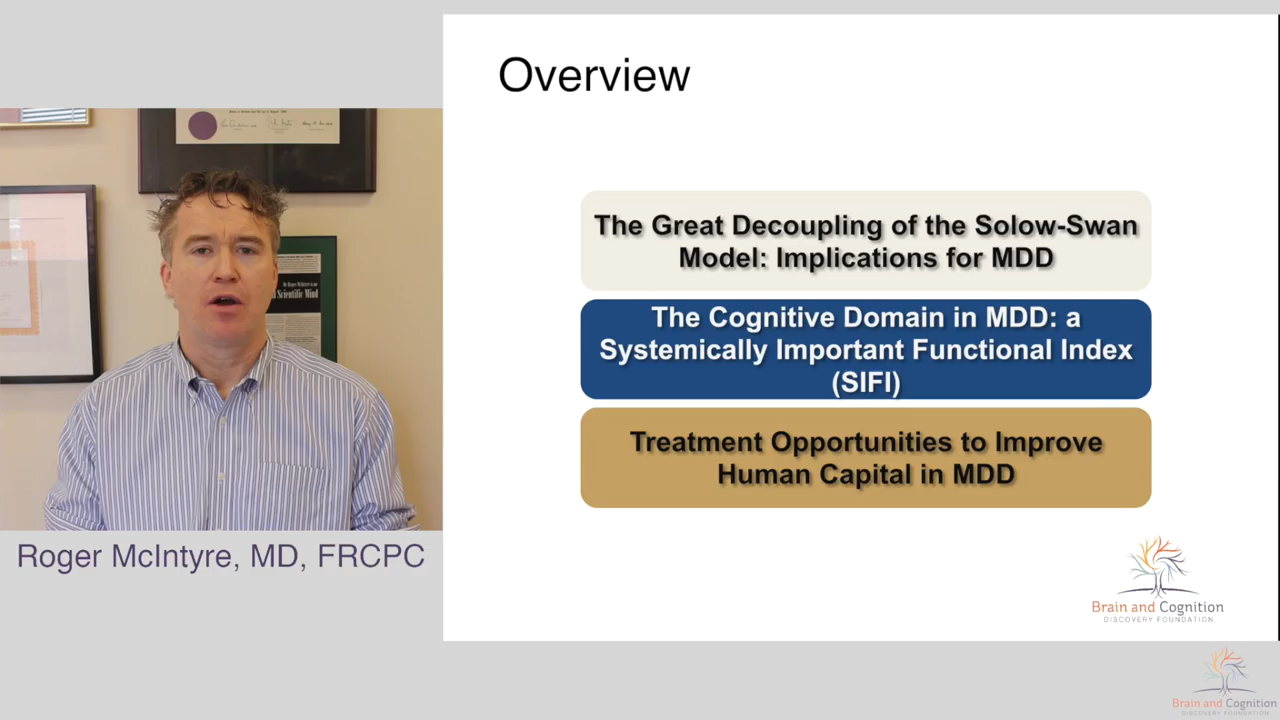 Overview
The Great Decoupling of the Solow-Swan
Model: Implications for MDD
The Cognitive Domain in MDD: a
Systemically Important Functional Index
(SIFI)
Treatment Opportunities to Improve
Human Capital in MDD
Scientific Mind
Roger McIntyre, MD, FRCPC
Brain and Cognition
DISCOVERY FOUNDATION
Brain and Cognition
DISCOVERY FOUNDATION